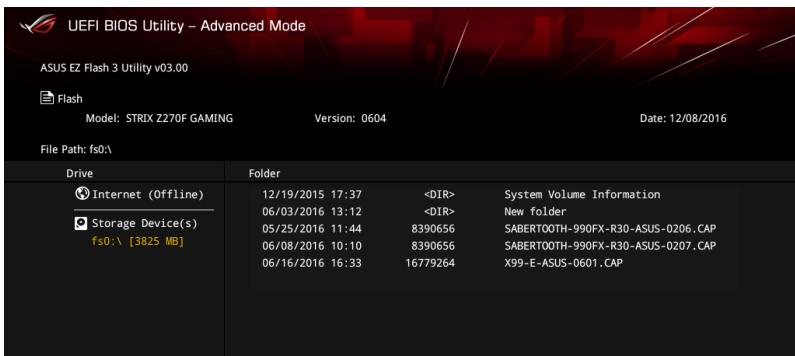 UEFI BIOS Utility – Advanced Mode
ASUS EZ Flash 3 Utility v03.00
Flash
Model: STRIX Z270F GAMING Version: 0604 Date: 12/08/2016
File Path: fs0:\
Drive Folder
Internet (Offline) 12/19/2015 17:37 <DIR> System Volume Information
06/03/2016 13:12 <DIR> New folder
Storage Device(s) 05/25/2016 11:44 8390656 SABERTOOTH-990FX-R30-ASUS-0206.CAP
fs0:\ [3825 MB] 06/08/2016 10:10 8390656 SABERTOOTH-990FX-R30-ASUS-0207.CAP
06/16/2016 16:33 16779264 X99-E-ASUS-0601.CAP